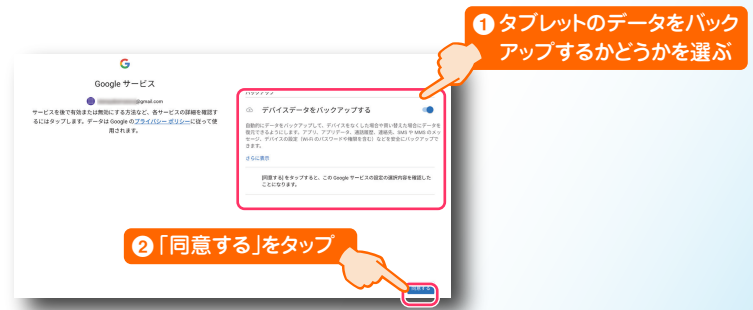 ❶タブレットのデータをバック
アップするかどうかを選ぶ
G
Google サービス
@gmail.com
サービスを後で有効または無効にする方法など、各サービスの詳細を確認す
るにはタップします。データは Google のプライバシー ポリシーに従って使
用されます。
バックアップ
デバイスデータをバックアップする
自動的にデータをバックアップして、デバイスをなくした場合や買い替えた場合にデータを
復元できるようにします。アプリ、アプリデータ、通話履歴、連絡先、SMS や MMS のメッ
セージ、デバイスの設定（Wi-Fi のパスワードや権限を含む）などを安全にバックアップで
きます。
さらに表示
[同意する] をタップすると、この Google サービスの設定の選択内容を確認した
ことになります。
❷「同意する」をタップ
同意する